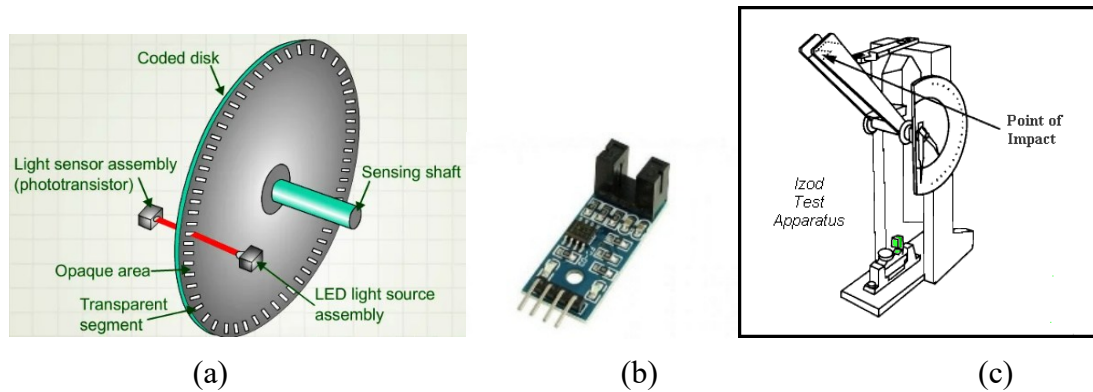 Coded disk
Light sensor assembly
(phototransistor)
Sensing shaft
Opaque area
Transparent
segment
LED light source
assembly
Point of
Impact
Izod
Test
Apparatus
(a)
(b)
(c)